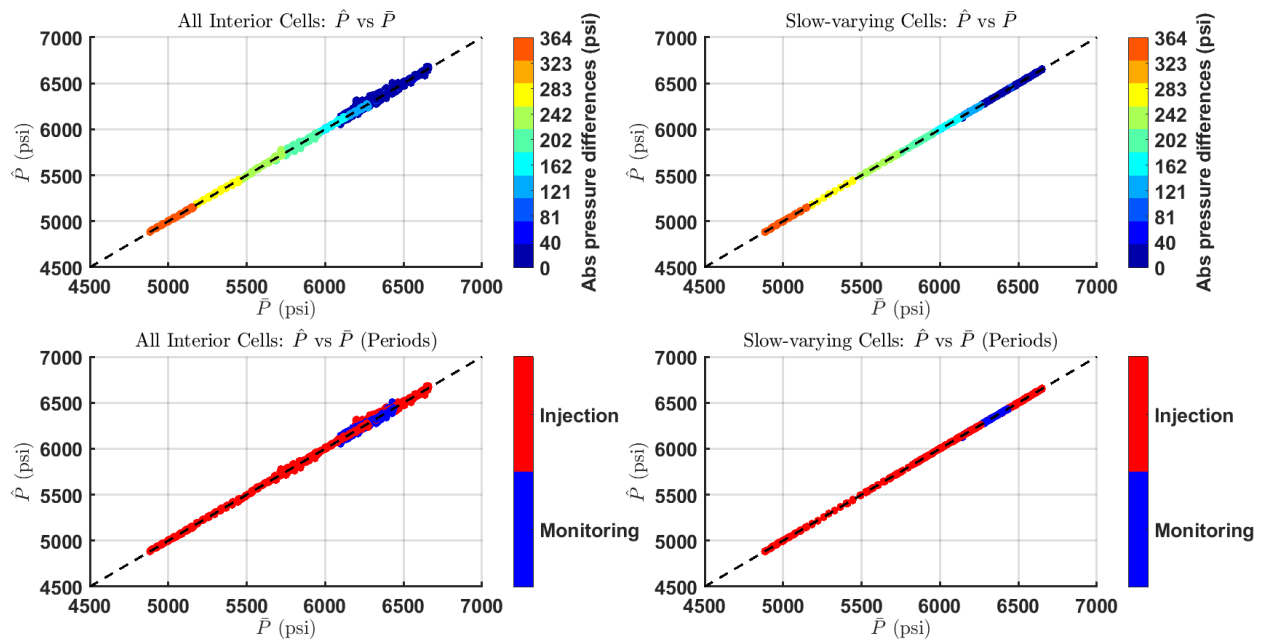 All Interior Cells: P̂ vs P̄
7000
6500
6000
5500
5000
4500
P̂ (psi)
4500 5000 5500 6000 6500 7000
P̄ (psi)
364
323
283
242
202
162
121
81
40
0
Abs pressure differences (psi)
Slow-varying Cells: P̂ vs P̄
7000
6500
6000
5500
5000
4500
P̂ (psi)
4500 5000 5500 6000 6500 7000
P̄ (psi)
364
323
283
242
202
162
121
81
40
0
Abs pressure differences (psi)
All Interior Cells: P̂ vs P̄ (Periods)
7000
6500
6000
5500
5000
4500
P̂ (psi)
4500 5000 5500 6000 6500 7000
P̄ (psi)
Injection
Monitoring
Slow-varying Cells: P̂ vs P̄ (Periods)
7000
6500
6000
5500
5000
4500
P̂ (psi)
4500 5000 5500 6000 6500 7000
P̄ (psi)
Injection
Monitoring